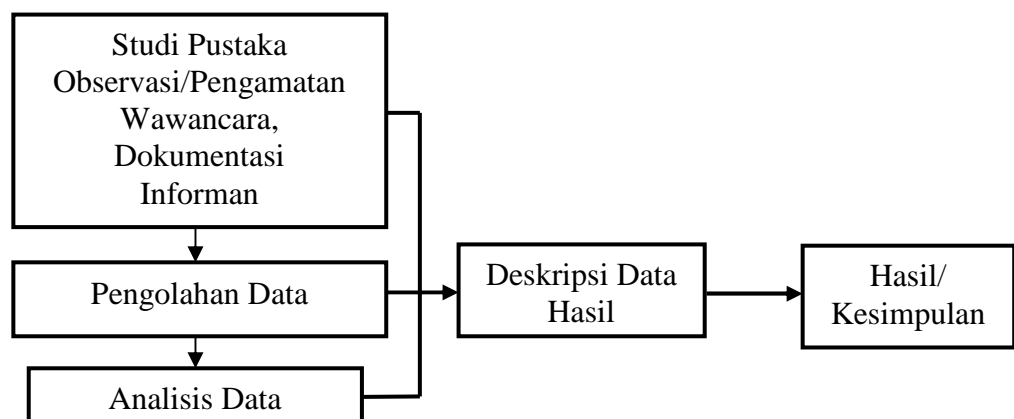 Studi Pustaka
Observasi/Pengamatan
Wawancara,
Dokumentasi
Informan
Pengolahan Data
Analisis Data
Deskripsi Data
Hasil
Hasil/
Kesimpulan